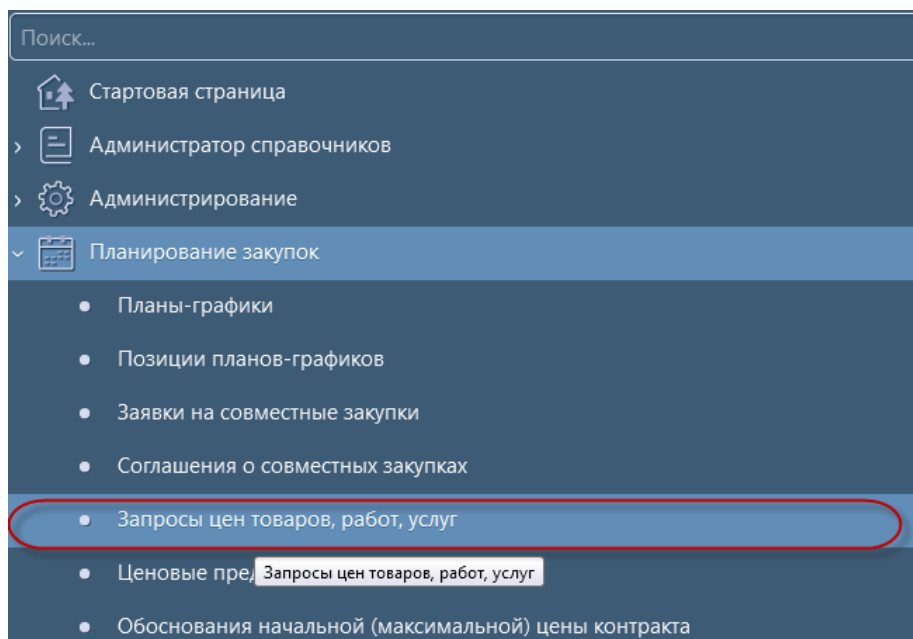 Поиск...
Стартовая страница
Администратор справочников
Администрирование
Планирование закупок
Планы-графики
Позиции планов-графиков
Заявки на совместные закупки
Соглашения о совместных закупках
Запросы цен товаров, работ, услуг
Ценовые Запросы цен товаров, работ, услуг
Обоснования начальной (максимальной) цены контракта